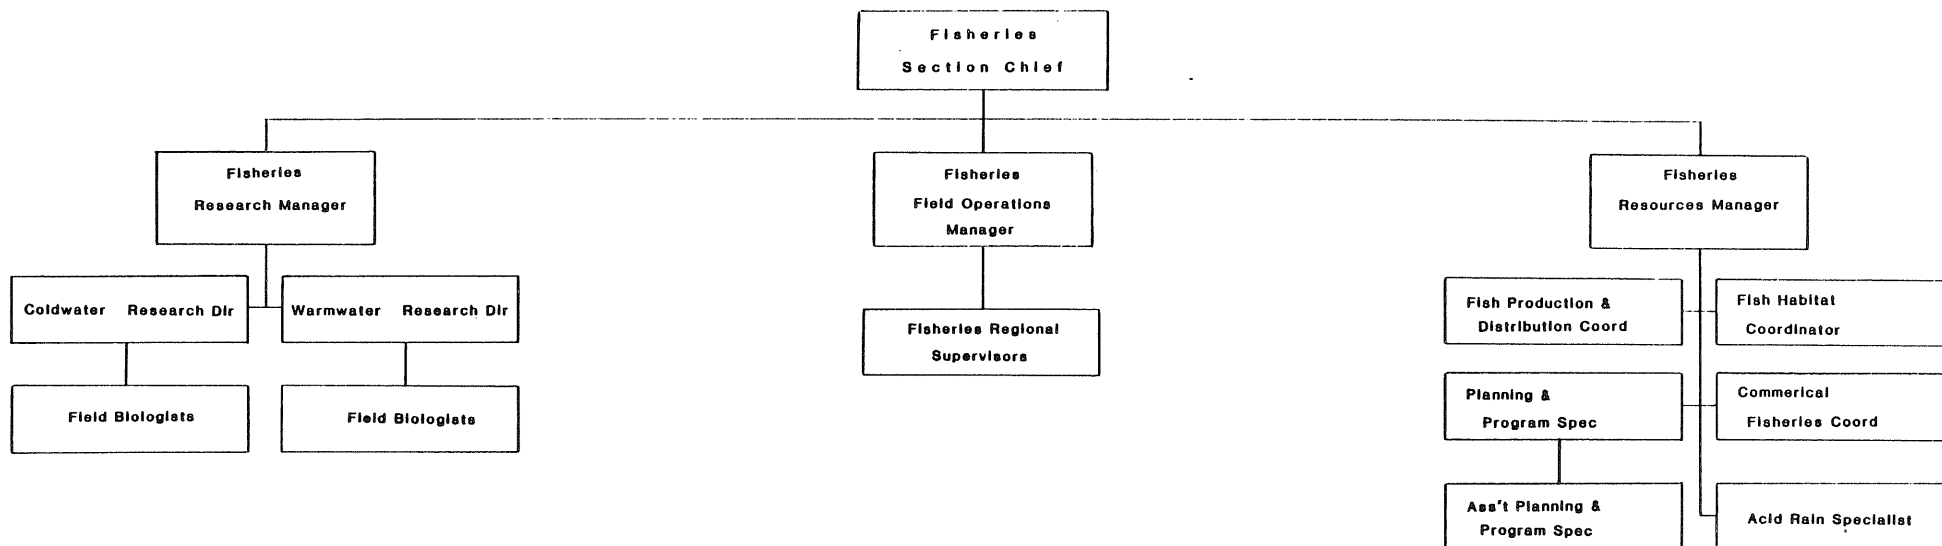 Fisheries
Section Chief
Fisheries
Research Manager
Fisheries
Field Operations
Manager
Fisheries
Resources Manager
Coldwater Research Dir
Warmwater Research Dir
Fisheries Regional
Supervisors
Fish Production &
Distribution Coord
Fish Habitat
Coordinator
Field Biologists
Field Biologists
Planning &
Program Spec
Commerical
Fisheries Coord
Ass't Planning &
Program Spec
Acid Rain Specialist